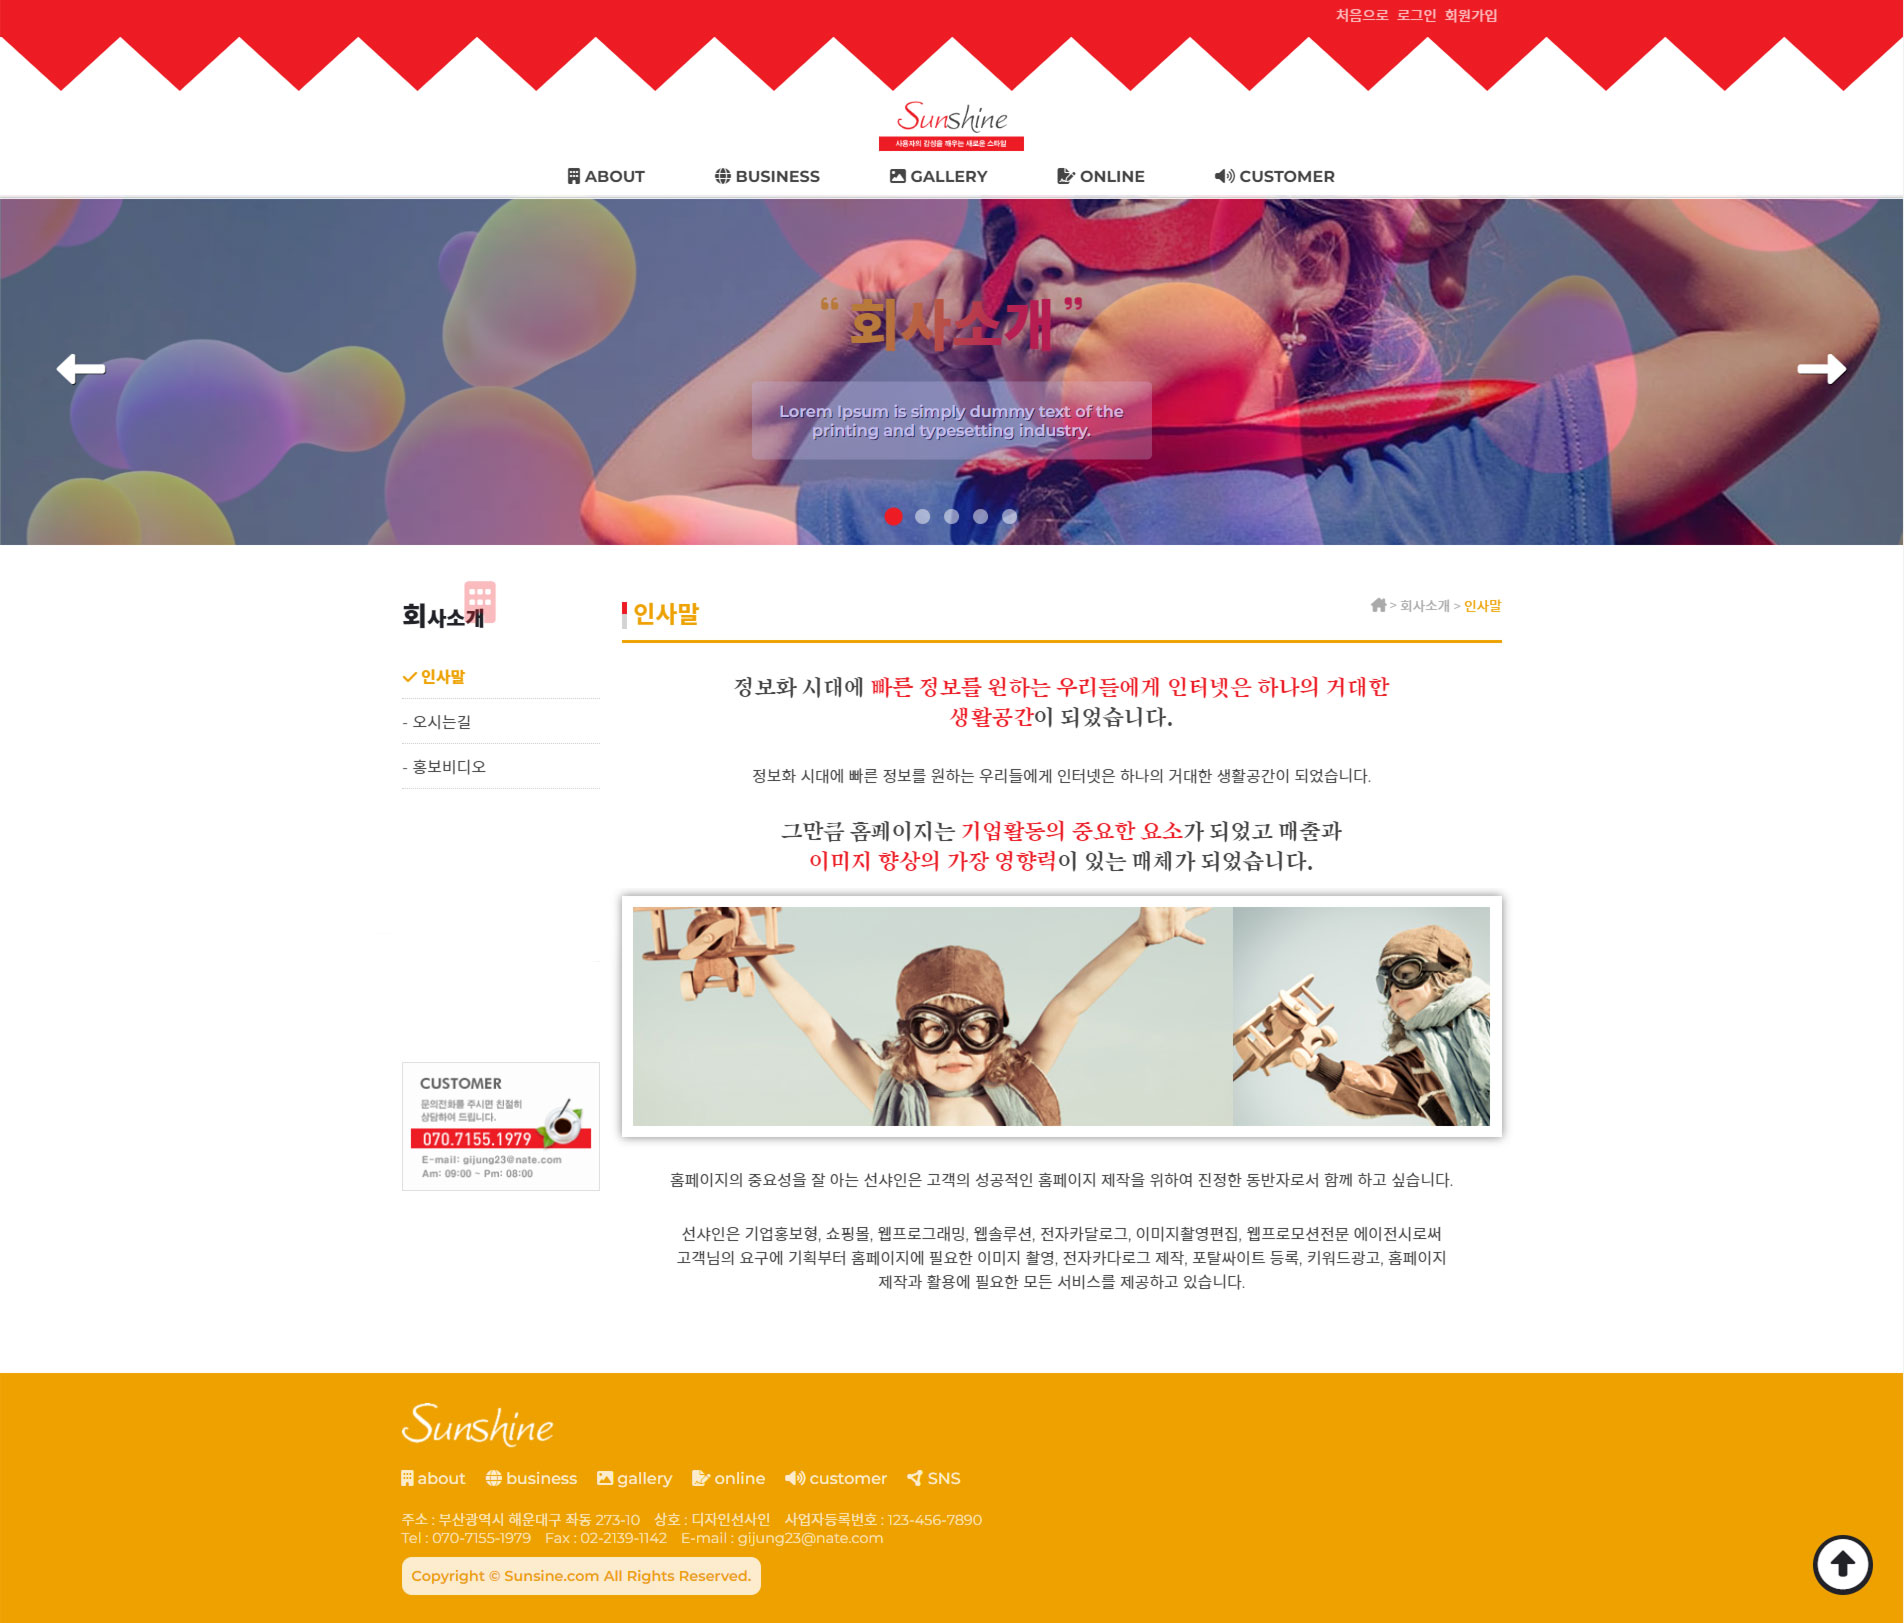 처음으로 로그인 회원가입
Sunshine
사용자의 감성을 깨우는 새로운 스타일
ABOUT BUSINESS GALLERY ONLINE CUSTOMER
“ 회사소개 ”
Lorem Ipsum is simply dummy text of the
printing and typesetting industry.
회사소개
인사말
- 오시는길
- 홍보비디오
CUSTOMER
문의전화를 주시면 친절히
상담하여 드립니다.
070.7155.1979
E-mail: gijung23@nate.com
Am: 09:00 - Pm: 08:00
인사말
> 회사소개 > 인사말
정보화 시대에 빠른 정보를 원하는 우리들에게 인터넷은 하나의 거대한
생활공간이 되었습니다.
정보화 시대에 빠른 정보를 원하는 우리들에게 인터넷은 하나의 거대한 생활공간이 되었습니다.
그만큼 홈페이지는 기업활동의 중요한 요소가 되었고 매출과
이미지 향상의 가장 영향력이 있는 매체가 되었습니다.
홈페이지의 중요성을 잘 아는 선샤인은 고객의 성공적인 홈페이지 제작을 위하여 진정한 동반자로서 함께 하고 싶습니다.
선샤인은 기업홍보형, 쇼핑몰, 웹프로그래밍, 웹솔루션, 전자카달로그, 이미지촬영편집, 웹프로모션전문 에이전시로써
고객님의 요구에 기획부터 홈페이지에 필요한 이미지 촬영, 전자카다로그 제작, 포탈싸이트 등록, 키워드광고, 홈페이지
제작과 활용에 필요한 모든 서비스를 제공하고 있습니다.
Sunshine
about business gallery online customer SNS
주소 : 부산광역시 해운대구 좌동 273-10 상호 : 디자인선사인 사업자등록번호 : 123-456-7890
Tel : 070-7155-1979 Fax : 02-2139-1142 E-mail : gijung23@nate.com
Copyright © Sunsine.com All Rights Reserved.